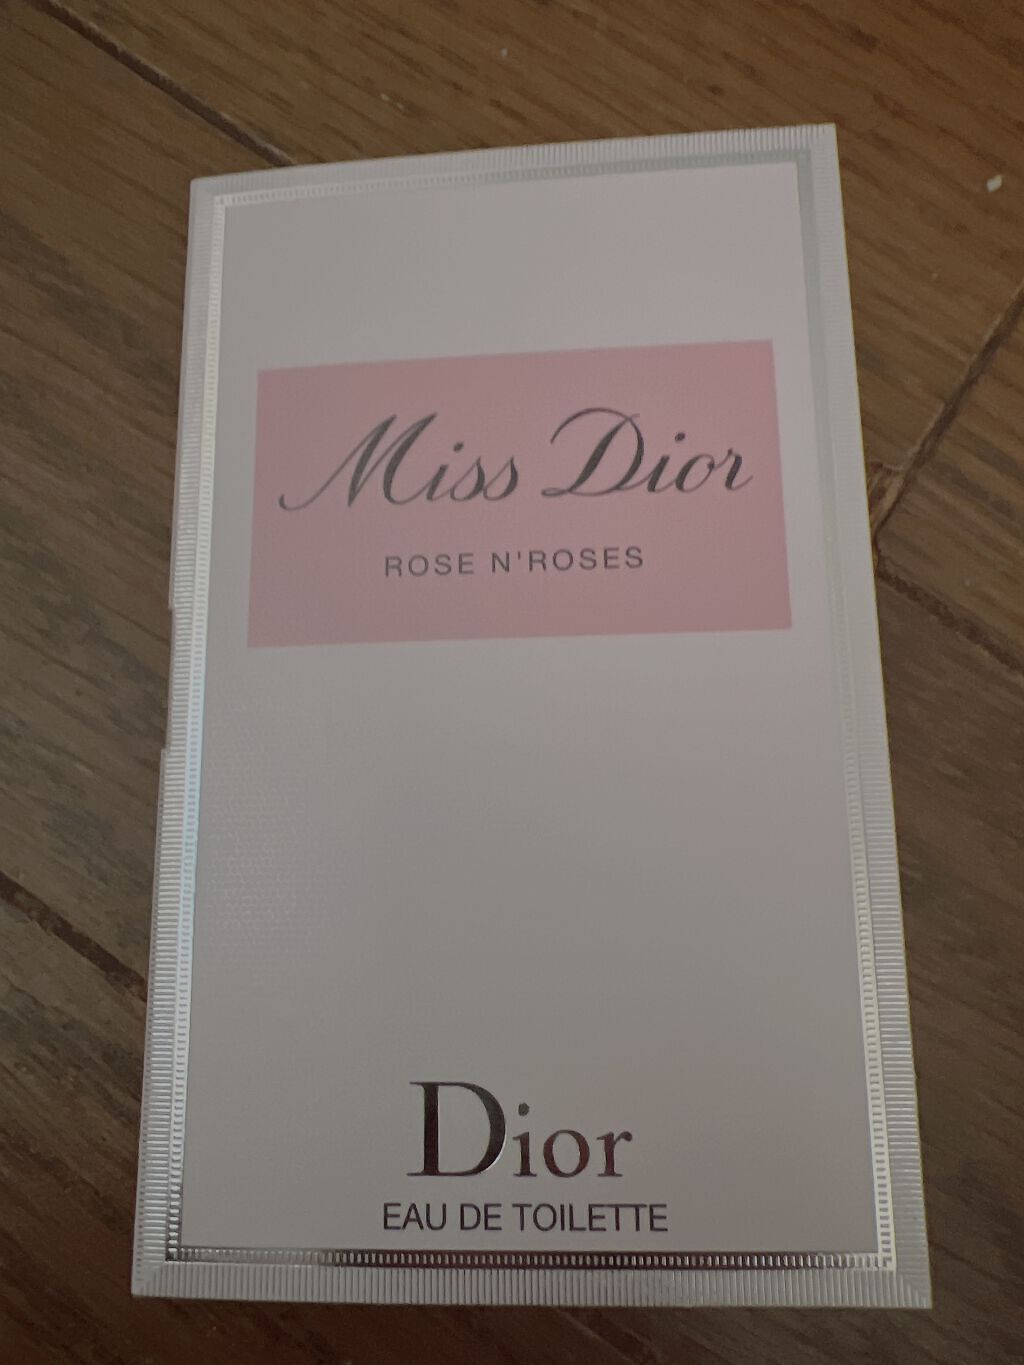 Miss Dior
ROSE N'ROSES
Dior
EAU DE TOILETTE